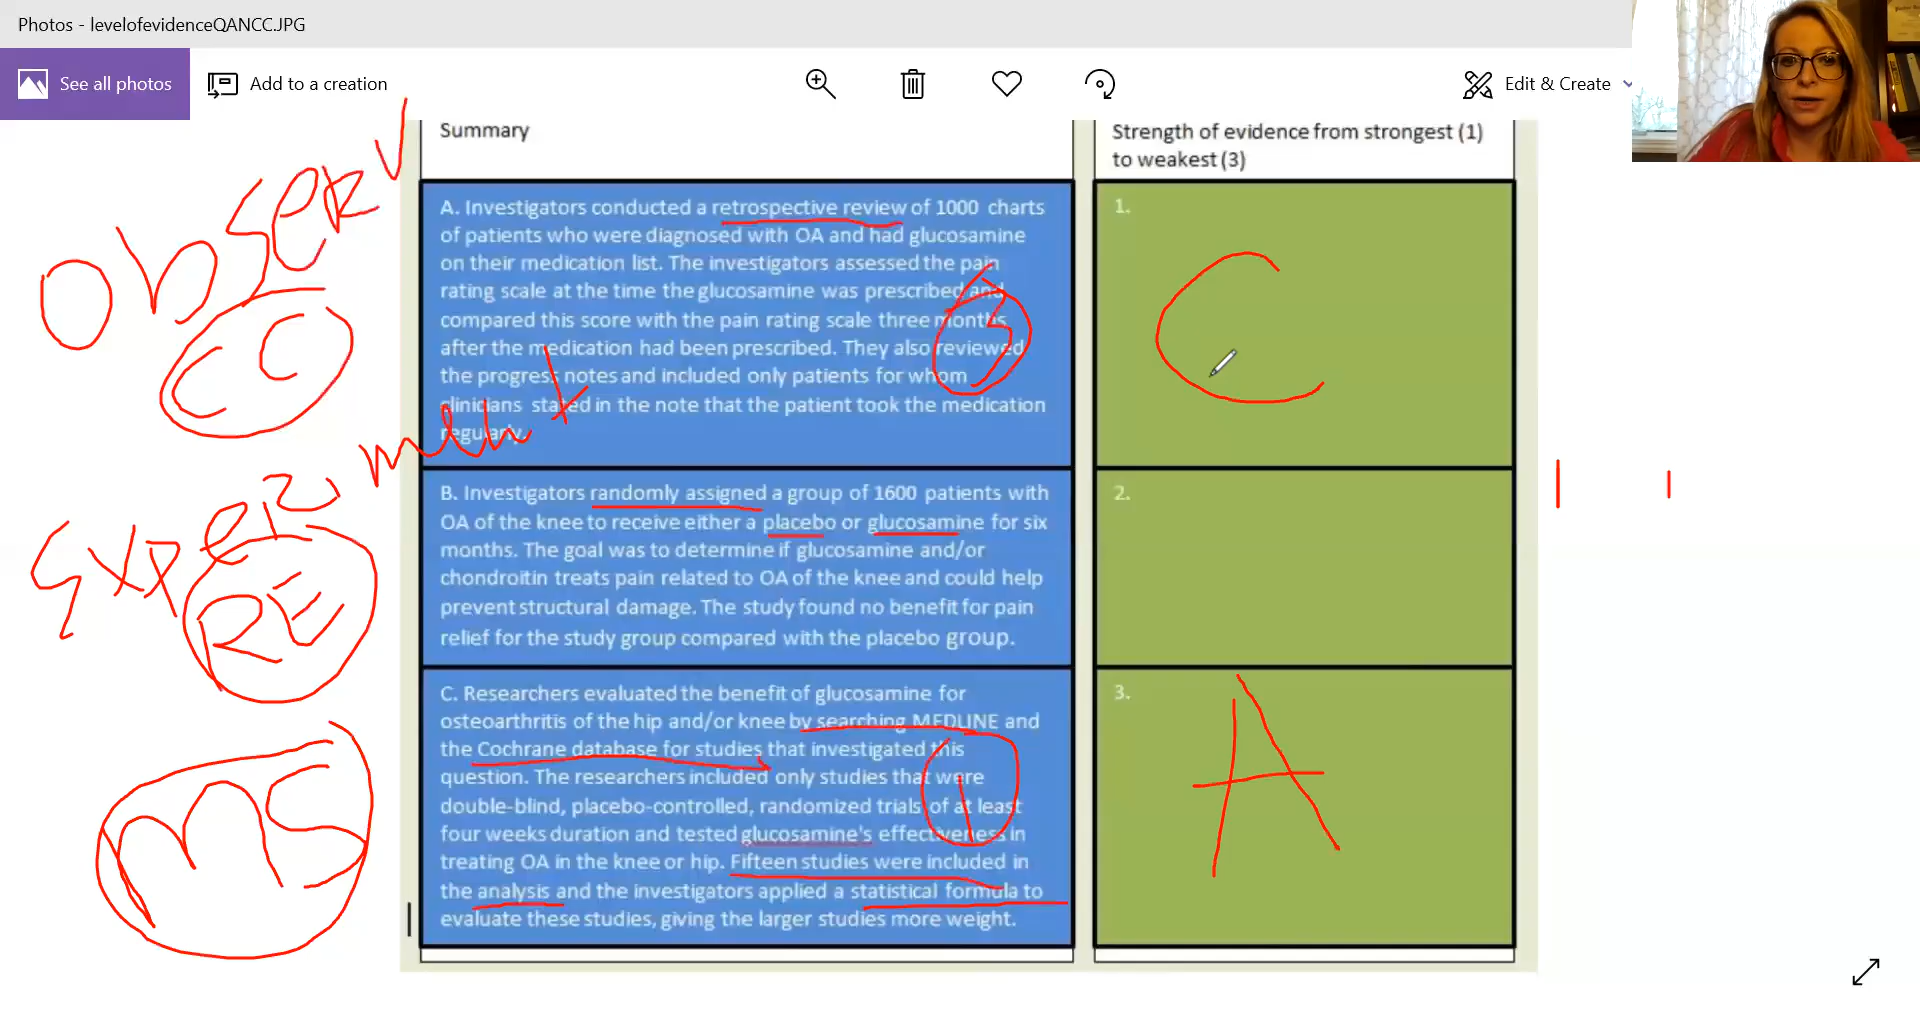 Photos - levelofevidenceQANCC.JPG
See all photos
Add to a creation
Edit & Create
Summary
Strength of evidence from strongest (1)
to weakest (3)
A. Investigators conducted a retrospective review of 1000 charts
of patients who were diagnosed with OA and had glucosamine
on their medication list. The investigators assessed the pain
rating scale at the time the glucosamine was prescribed and
compared this score with the pain rating scale three months
after the medication had been prescribed. They also reviewed
the progress notes and included only patients for whom
clinicians stated in the note that the patient took the medication
regularly.
3
1.
C
B. Investigators randomly assigned a group of 1600 patients with
OA of the knee to receive either a placebo or glucosamine for six
months. The goal was to determine if glucosamine and/or
chondroitin treats pain related to OA of the knee and could help
prevent structural damage. The study found no benefit for pain
relief for the study group compared with the placebo group.
2.
C. Researchers evaluated the benefit of glucosamine for
osteoarthritis of the hip and/or knee by searching MEDLINE and
the Cochrane database for studies that investigated this
question. The researchers included only studies that were
double-blind, placebo-controlled, randomized trials of at least
four weeks duration and tested glucosamine's effectiveness in
treating OA in the knee or hip. Fifteen studies were included in
the analysis and the investigators applied a statistical formula to
evaluate these studies, giving the larger studies more weight.
1
3.
A
Observ
CC
Experiment
RE
MS